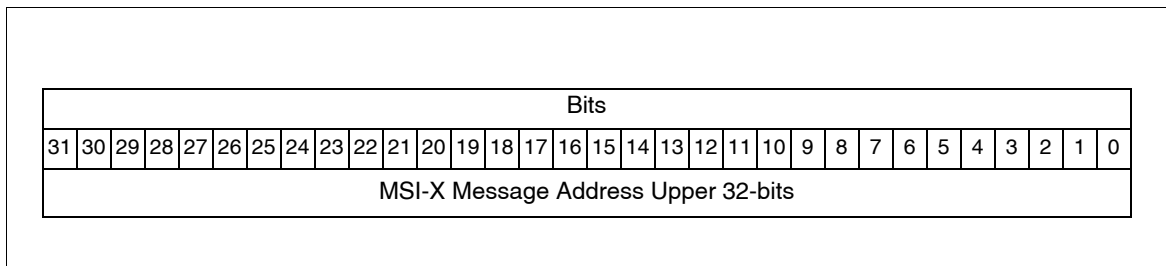 Bits
31 30 29 28 27 26 25 24 23 22 21 20 19 18 17 16 15 14 13 12 11 10 9 8 7 6 5 4 3 2 1 0
MSI-X Message Address Upper 32-bits